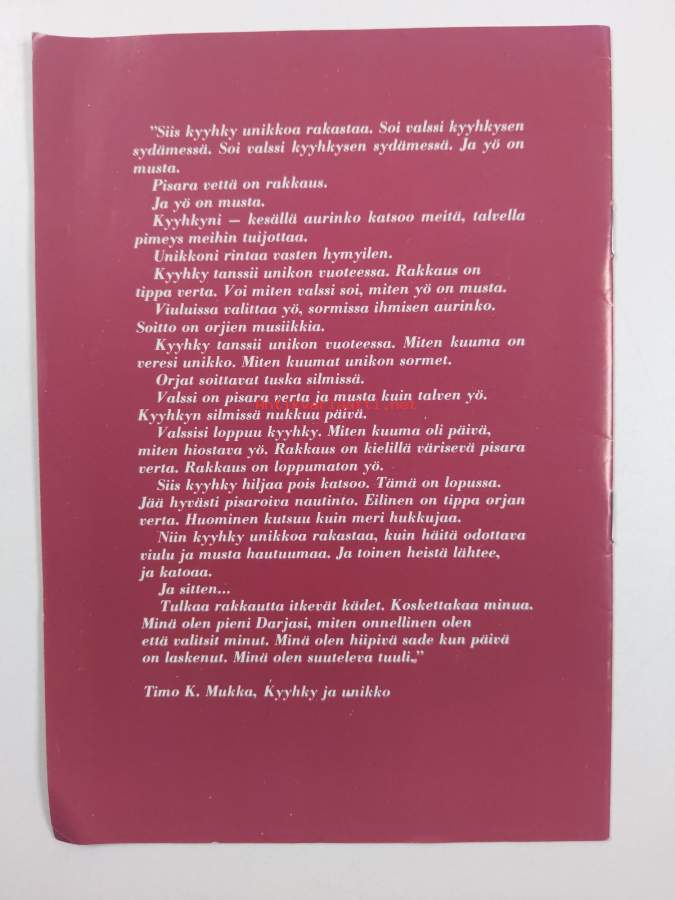 "Siis kyyhky unikkoa rakastaa. Soi valssi kyyhkysen
sydämessä. Soi valssi kyyhkysen sydämessä. Ja yö on
musta.
Pisara vettä on rakkaus.
Ja yö on musta.
Kyyhkyni — kesällä aurinko katsoo meitä, talvella
pimeys meihin tuijottaa.
Unikkoni rintaa vasten hymyilen.
Kyyhky tanssii unikon vuoteessa. Rakkaus on
tippa verta. Voi miten valssi soi, miten yö on musta.
Viuluissa valittaa yö, sormissa ihmisen aurinko.
Soitto on orjien musiikkia.
Kyyhky tanssii unikon vuoteessa. Miten kuuma on
veresi unikko. Miten kuumat unikon sormet.
Orjat soittavat tuska silmissä.
Valssi on pisara verta ja musta kuin talven yö.
Kyyhkyn silmissä nukkuu päivä.
Valssisi loppuu kyyhky. Miten kuuma oli päivä,
miten hiostava yö. Rakkaus on kielillä värisevä pisara
verta. Rakkaus on loppumaton yö.
Siis kyyhky hiljaa pois katsoo. Tämä on lopussa.
Jää hyvästi pisaroiva nautinto. Eilinen on tippa orjan
verta. Huominen kutsuu kuin meri hukkujaa.
Niin kyyhky unikkoa rakastaa, kuin häitä odottava
viulu ja musta hautuumaa. Ja toinen heistä lähtee,
ja katoaa.
Ja sitten...
Tulkaa rakkautta itkevät kädet. Koskettakaa minua.
Minä olen pieni Darjasi, miten onnellinen olen
että valitsit minut. Minä olen hiipivä sade kun päivä
on laskenut. Minä olen suuteleva tuuli."
Timo K. Mukka, Kyyhky ja unikko